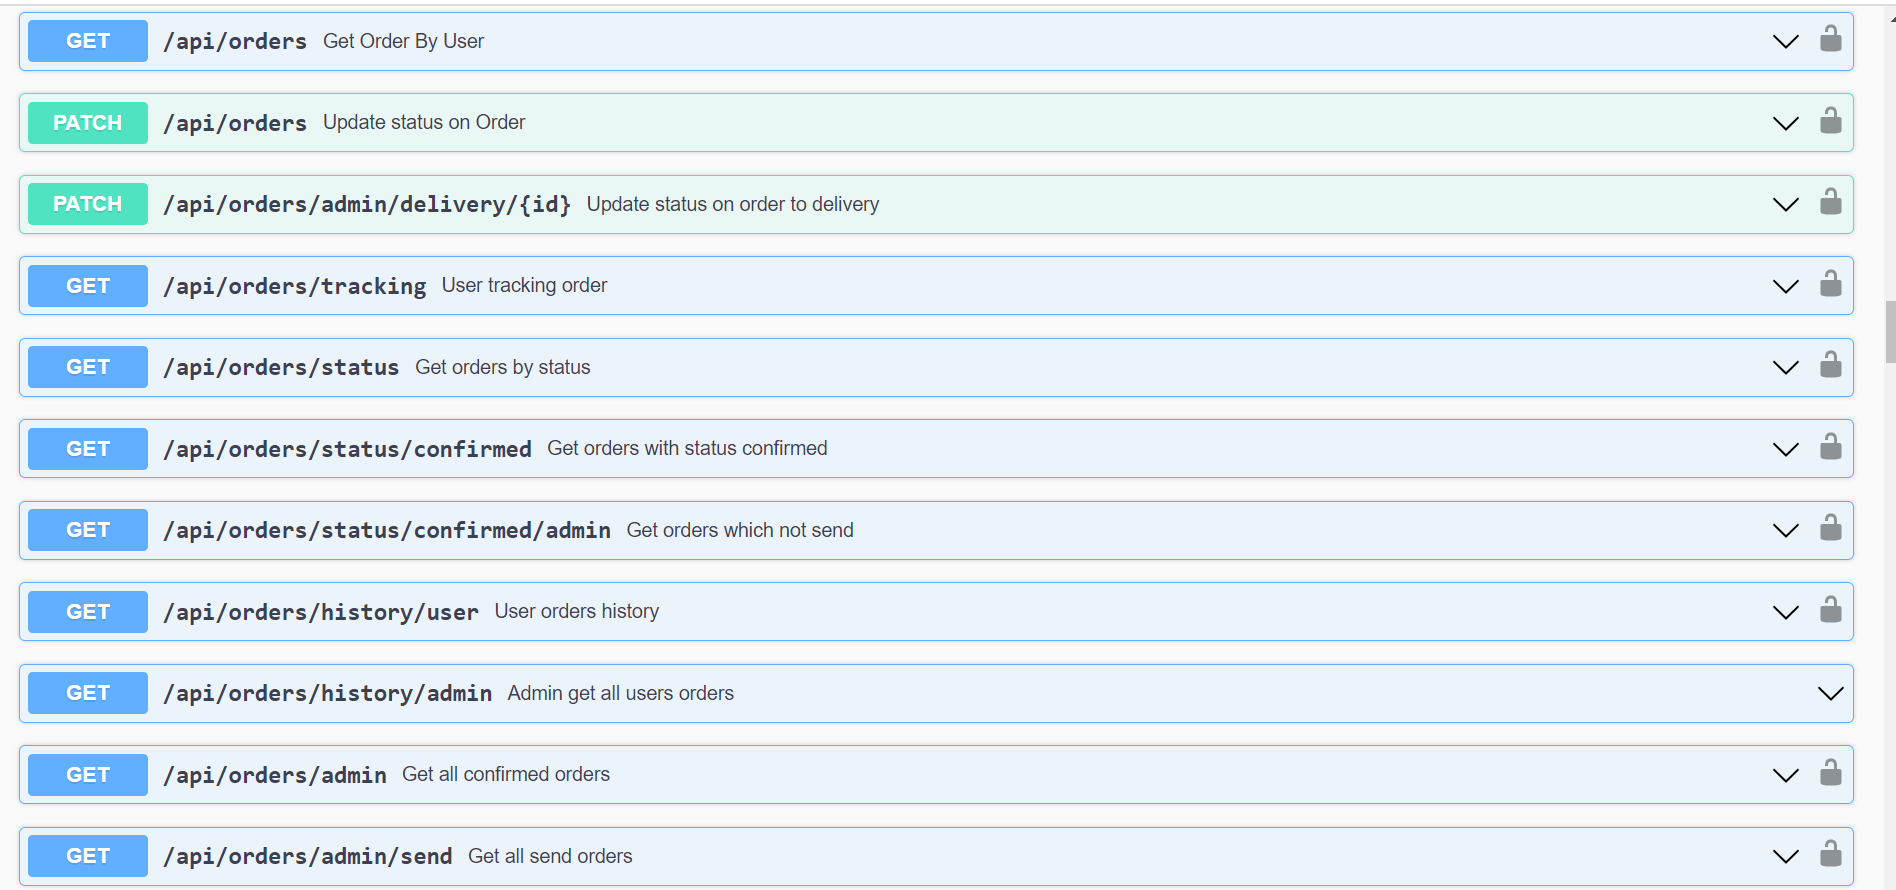 GET /api/orders Get Order By User
PATCH /api/orders Update status on Order
PATCH /api/orders/admin/delivery/{id} Update status on order to delivery
GET /api/orders/tracking User tracking order
GET /api/orders/status Get orders by status
GET /api/orders/status/confirmed Get orders with status confirmed
GET /api/orders/status/confirmed/admin Get orders which not send
GET /api/orders/history/user User orders history
GET /api/orders/history/admin Admin get all users orders
GET /api/orders/admin Get all confirmed orders
GET /api/orders/admin/send Get all send orders